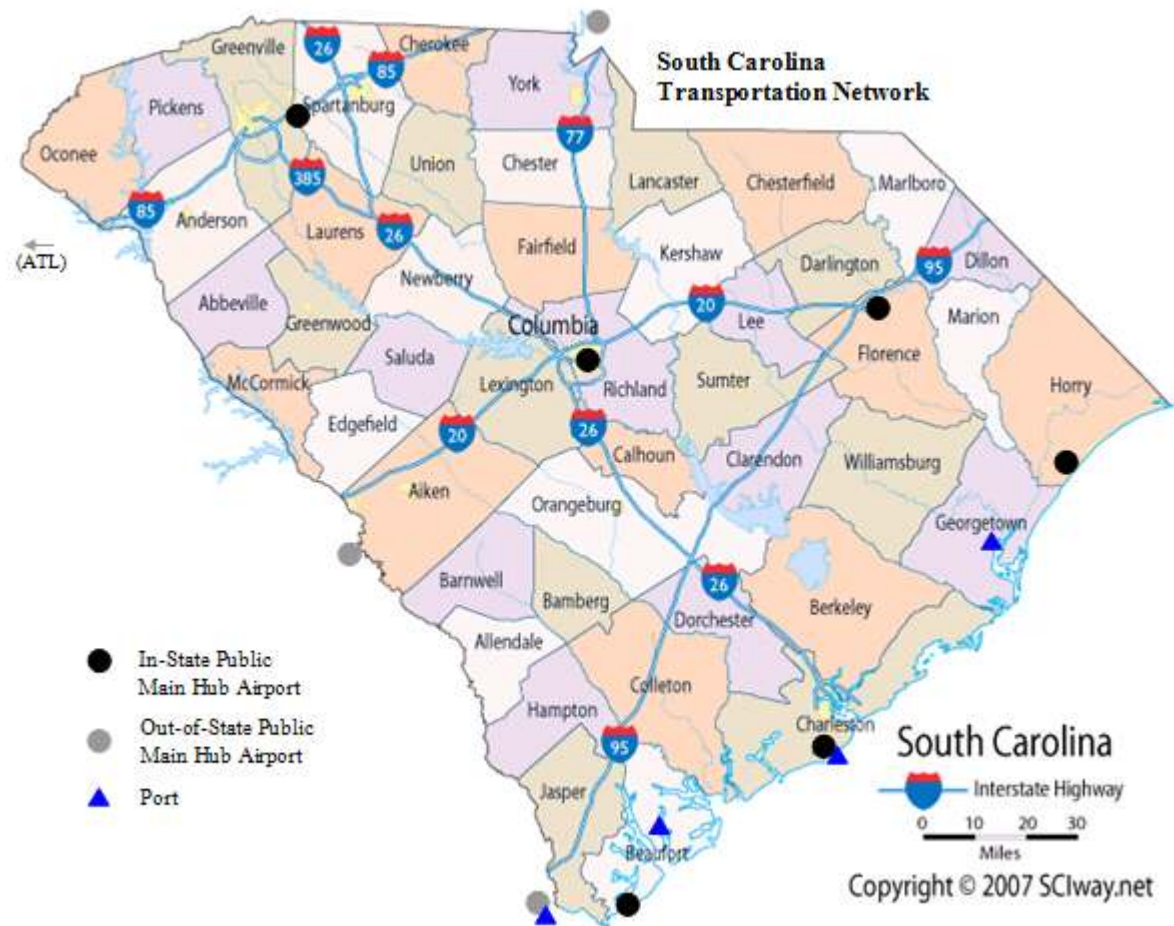 South Carolina
Transportation Network
Greenville
26
Cherokee
85
York
Pickens
Spartanburg
Oconee
77
Union
Chester
Lancaster
Chesterfield
Marlboro
385
85
Anderson
Laurens
26
Fairfield
Kershaw
Darlington
95
Dillon
(ATL)
Newberry
Abbeville
Greenwood
20
Lee
Marion
Columbia
Saluda
Florence
McCormick
Lexington
Richland
Sumter
Horry
Edgefield
20
26
Calhoun
Clarendon
Williamsburg
Aiken
Orangeburg
Georgetown
Barnwell
26
Bamberg
Berkeley
Dorchester
Allendale
In-State Public
Main Hub Airport
Colleton
Hampton
Out-of-State Public
Main Hub Airport
95
Charleston
South Carolina
Interstate Highway
Port
Jasper
0 10 20 30
Miles
Beaufort
Copyright © 2007 SCIway.net